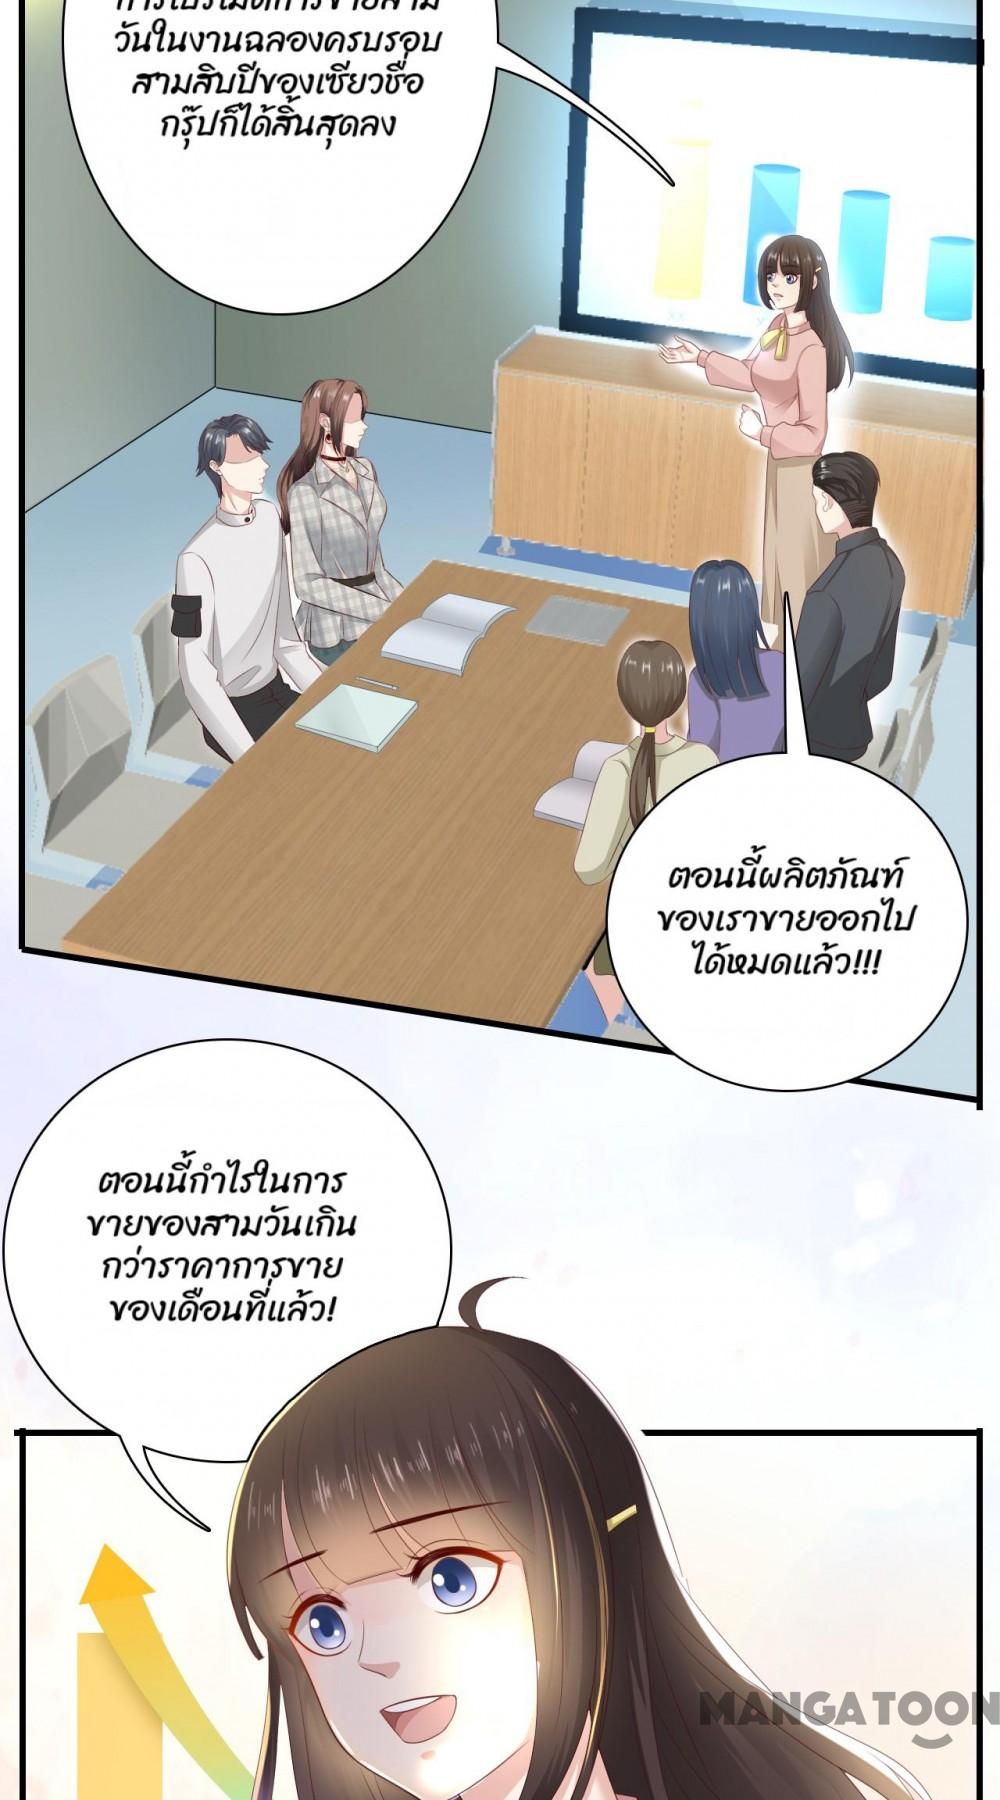 การโปรโมตการขายสาม
วันในงานฉลองครบรอบ
สามสิบปีของเซียวชื่อ
กรุ๊ปก็ได้สิ้นสุดลง
ตอนนี้ผลิตภัณฑ์
ของเราขายออกไป
ได้หมดแล้ว!!!
ตอนนี้กำไรในการ
ขายของสามวันเกิน
กว่าราคาการขาย
ของเดือนที่แล้ว!
MANGATOON